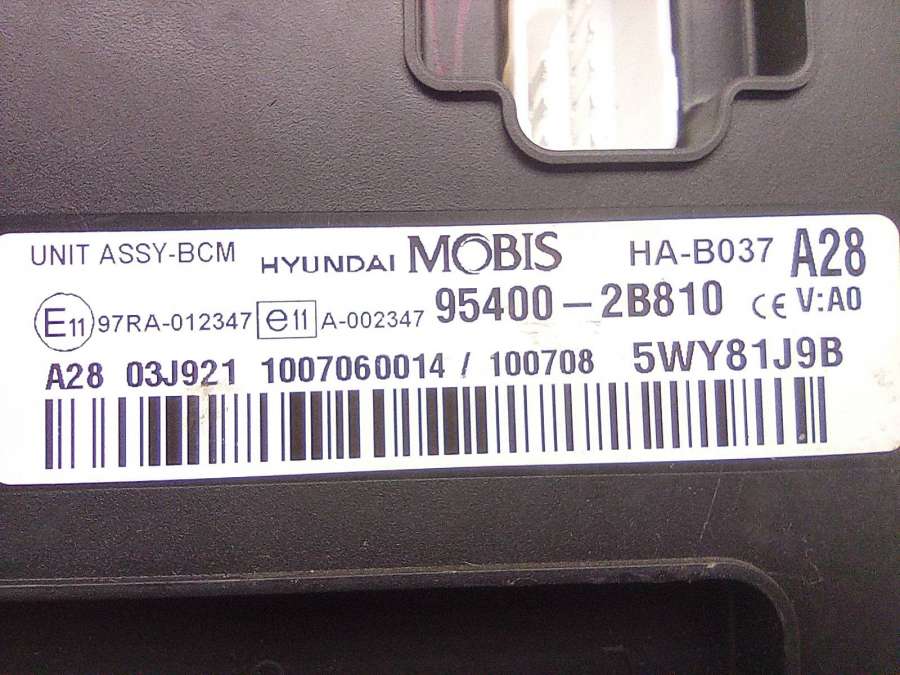 UNIT ASSY-BCM HYUNDAI MOBIS HA-B037 A28
E11 97RA-012347 e11 A-002347 95400-2B810 CE V:A0
A28 03J921 1007060014 / 100708 5WY81J9B